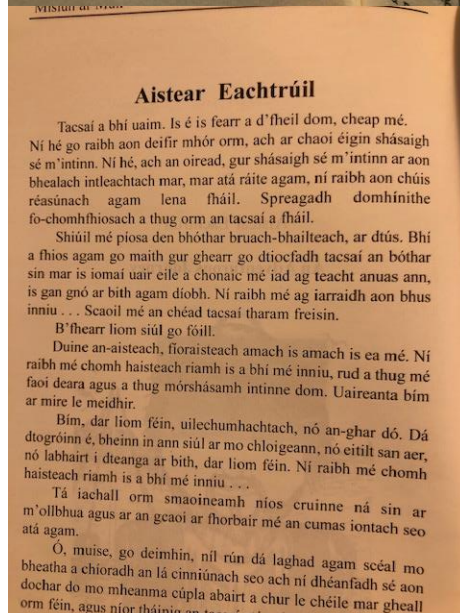 Misiún ar Muir
Aistear Eachtrúil
Tacsaí a bhí uaim. Is é is fearr a d'fheil dom, cheap mé.
Ní hé go raibh aon deifir mhór orm, ach ar chaoi éigin shásaigh
sé m'intinn. Ní hé, ach an oiread, gur shásaigh sé m'intinn ar aon
bhealach intleachtach mar, mar atá ráite agam, ní raibh aon chúis
réasúnach agam lena fháil. Spreagadh domhínithe
fo-chomhfhiosach a thug orm an tacsaí a fháil.
Shiúil mé píosa den bhóthar bruach-bhailteach, ar dtús. Bhí
a fhios agam go maith gur ghearr go dtiocfadh tacsaí an bóthar
sin mar is iomaí uair eile a chonaic mé iad ag teacht anuas ann,
is gan gnó ar bith agam díobh. Ní raibh mé ag iarraidh aon bhus
inniu . . . Scaoil mé an chéad tacsaí tharam freisin.
B'fhearr liom siúl go fóill.
Duine an-aisteach, fíoraisteach amach is amach is ea mé. Ní
raibh mé chomh haisteach riamh is a bhí mé inniu, rud a thug mé
faoi deara agus a thug mórshásamh intinne dom. Uaireanta bím
ar mire le meidhir.
Bím, dar liom féin, uilechumhachtach, nó an-ghar dó. Dá
dtogróinn é, bheinn in ann siúl ar mo chloigeann, nó eitilt san aer,
nó labhairt i dteanga ar bith, dar liom féin. Ní raibh mé chomh
haisteach riamh is a bhí mé inniu . . .
Tá iachall orm smaoineamh níos cruinne ná sin ar
m'ollbhua agus ar an gcaoi ar fhorbair mé an cumas iontach seo
atá agam.
Ó, muise, go deimhin, níl rún dá laghad agam scéal mo
bheatha a chíoradh an lá cinniúnach seo ach ní dhéanfadh sé aon
dochar do mo mheanma cúpla abairt a chur le chéile mar gheall
orm féin, agus níor tháinig an